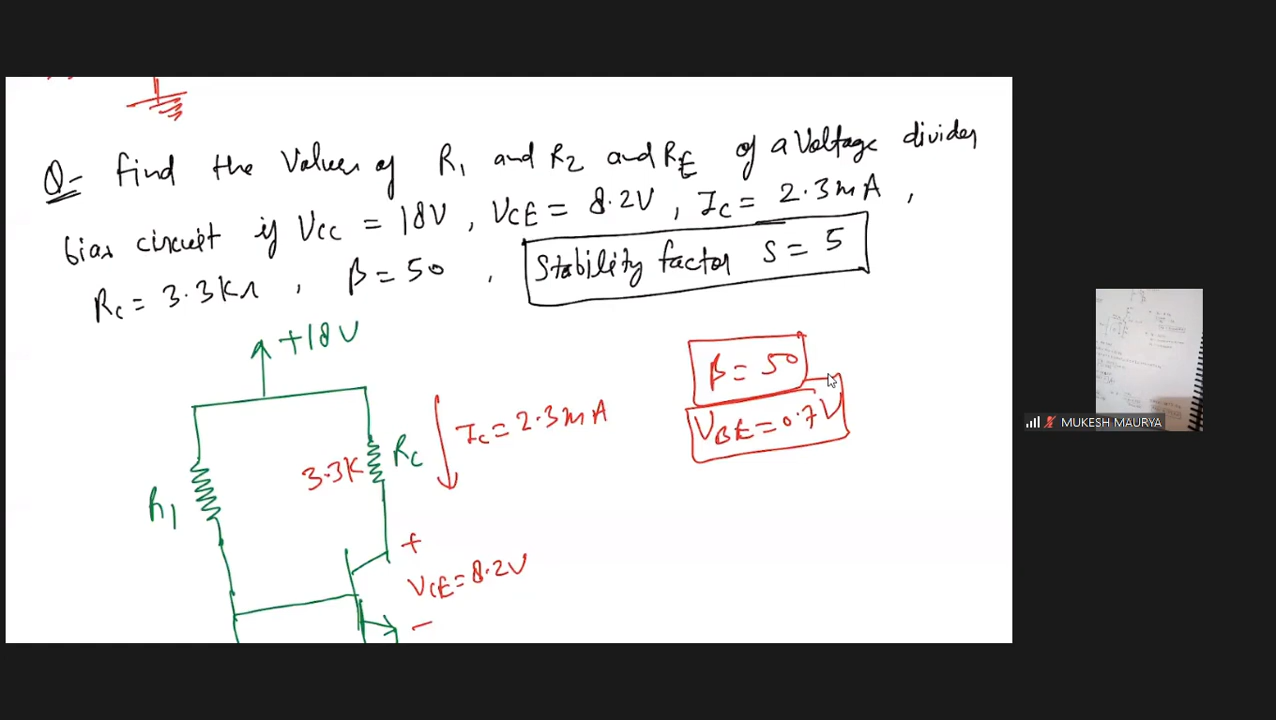 Q- find the Values of R1 and R2 and RE of a Voltage divider
bias circuit if VCC = 18V, VCE = 8.2V, IC = 2.3mA,
RC = 3.3KΩ, β = 50, Stability factor S = 5
+18V
β = 50
VBE = 0.7V
IC = 2.3mA
3.3K RC
R1
+
VCE = 8.2V
-
MUKESH MAURYA